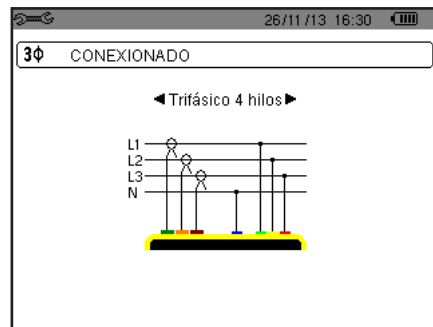 26/11/13 16:30
3ϕ CONEXIONADO
◄Trifásico 4 hilos►
L1
L2
L3
N